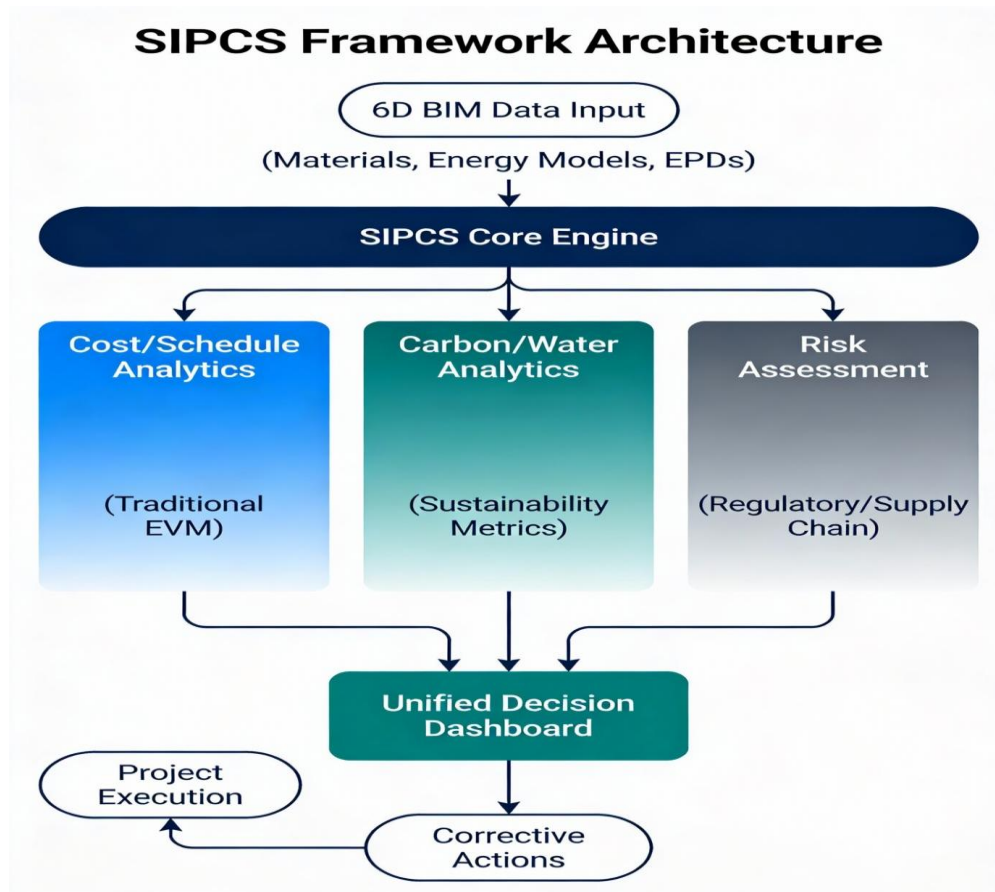 SIPCS Framework Architecture
6D BIM Data Input
(Materials, Energy Models, EPDs)
SIPCS Core Engine
Cost/Schedule
Analytics
(Traditional
EVM)
Carbon/Water
Analytics
(Sustainability
Metrics)
Risk
Assessment
(Regulatory/Supply
Chain)
Unified Decision
Dashboard
Project
Execution
Corrective
Actions